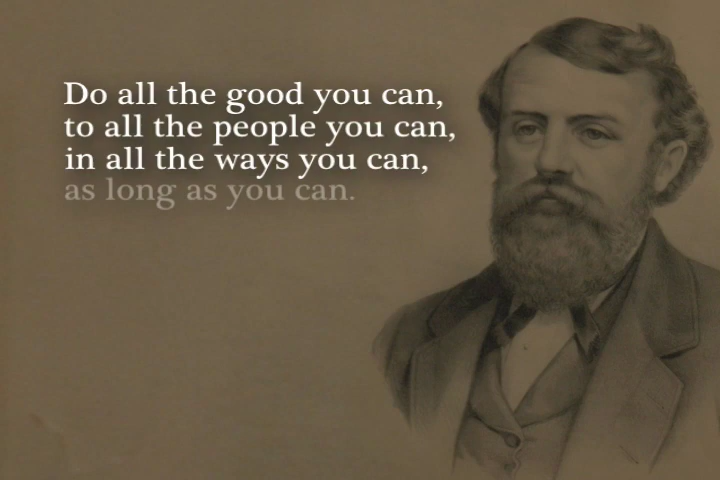 Do all the good you can,
to all the people you can,
in all the ways you can,
as long as you can.